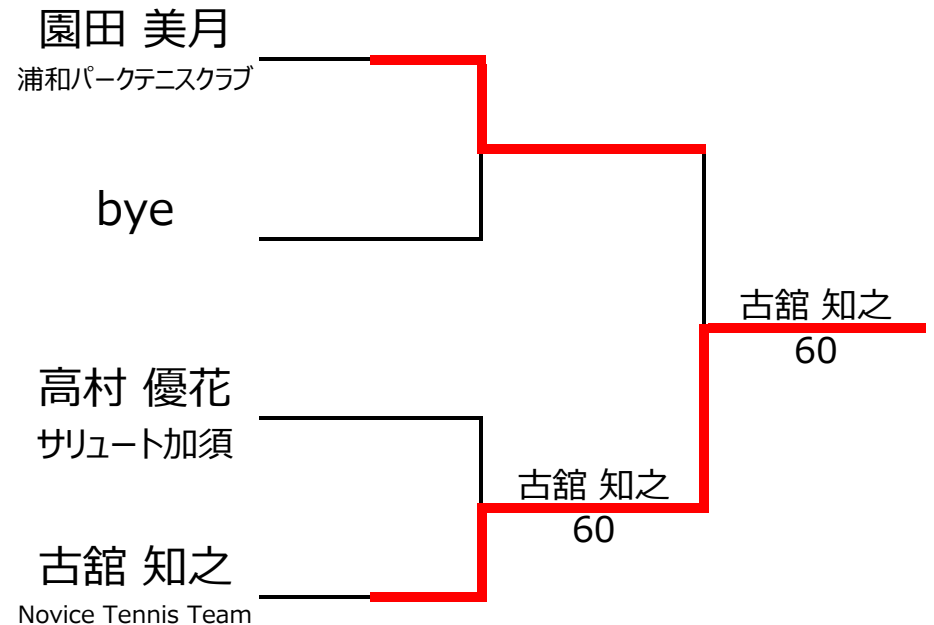 園田 美月
浦和パークテニスクラブ
bye
古舘 知之
60
高村 優花
サリュート加須
古舘 知之
60
古舘 知之
Novice Tennis Team